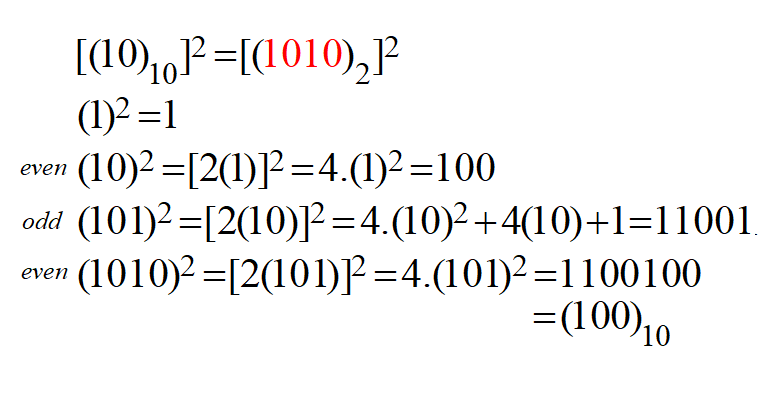 [(10)₁₀]²=[(1010)₂]²
(1)²=1
even (10)²=[2(1)]²=4.(1)²=100
odd (101)²=[2(10)]²=4.(10)²+4(10)+1=11001.
even (1010)²=[2(101)]²=4.(101)²=1100100
=(100)₁₀